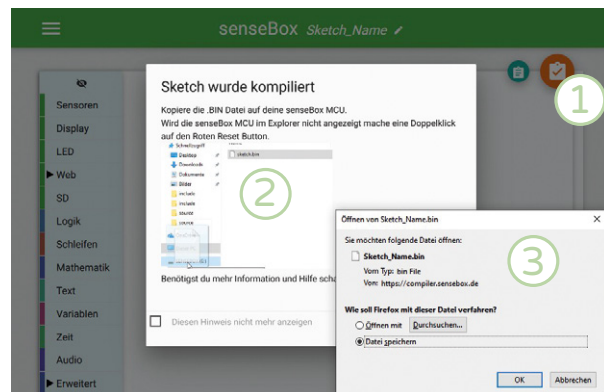 senseBox Sketch_Name
1
Sensoren
Display
LED
Web
SD
Logik
Schleifen
Mathematik
Text
Variablen
Zeit
Audio
Erweitert
Sketch wurde kompiliert
Kopiere die .BIN Datei auf deine senseBox MCU.
Wird die senseBox MCU im Explorer nicht angezeigt mache eine Doppelklick
auf den Roten Reset Button.
Schnellzugriff
Desktop
Downloads
Dokumente
Bilder
include
include
source
source
sketch.bin
2
Benötigst du mehr Information und Hilfe
Diesen Hinweis nicht mehr anzeigen
Öffnen von Sketch_Name.bin
Sie möchten folgende Datei öffnen:
Sketch_Name.bin
Vom Typ: bin File
Von: https://compiler.sensebox.de
3
Wie soll Firefox mit dieser Datei verfahren?
Öffnen mit Durchsuchen...
Datei speichern
OK Abbrechen